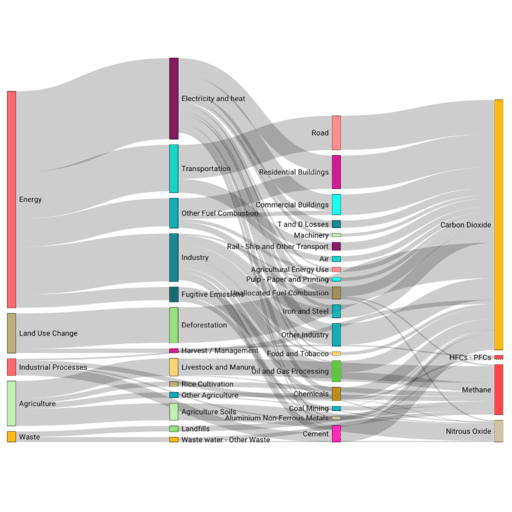 Energy
Land Use Change
Industrial Processes
Agriculture
Waste
Electricity and heat
Transportation
Other Fuel Combustion
Industry
Fugitive Emissions
Deforestation
Harvest / Management
Livestock and Manure
Rice Cultivation
Other Agriculture
Agriculture Soils
Landfills
Waste water - Other Waste
Road
Residential Buildings
Commercial Buildings
T and D Losses
Machinery
Rail - Ship and Other Transport
Air
Agricultural Energy Use
Pulp - Paper and Printing
Unallocated Fuel Combustion
Iron and Steel
Other Industry
Food and Tobacco
Oil and Gas Processing
Chemicals
Coal Mining
Aluminium Non-Ferrous Metals
Cement
Carbon Dioxide
HFCs - PFCs
Methane
Nitrous Oxide